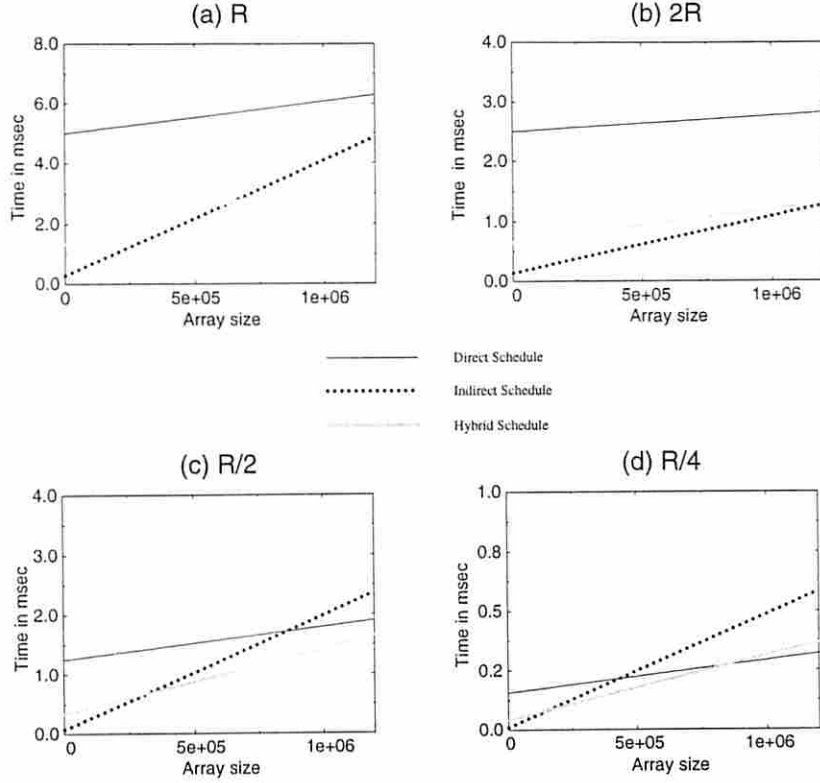 (a) R
8.0
6.0
4.0
2.0
0.0
Time in msec
0
5e+05
1e+06
Array size
(b) 2R
4.0
3.0
2.0
1.0
0.0
Time in msec
0
5e+05
1e+06
Array size
Direct Schedule
Indirect Schedule
Hybrid Schedule
(c) R/2
4.0
3.0
2.0
1.0
0.0
Time in msec
0
5e+05
1e+06
Array size
(d) R/4
1.0
0.8
0.5
0.2
0.0
Time in msec
0
5e+05
1e+06
Array size